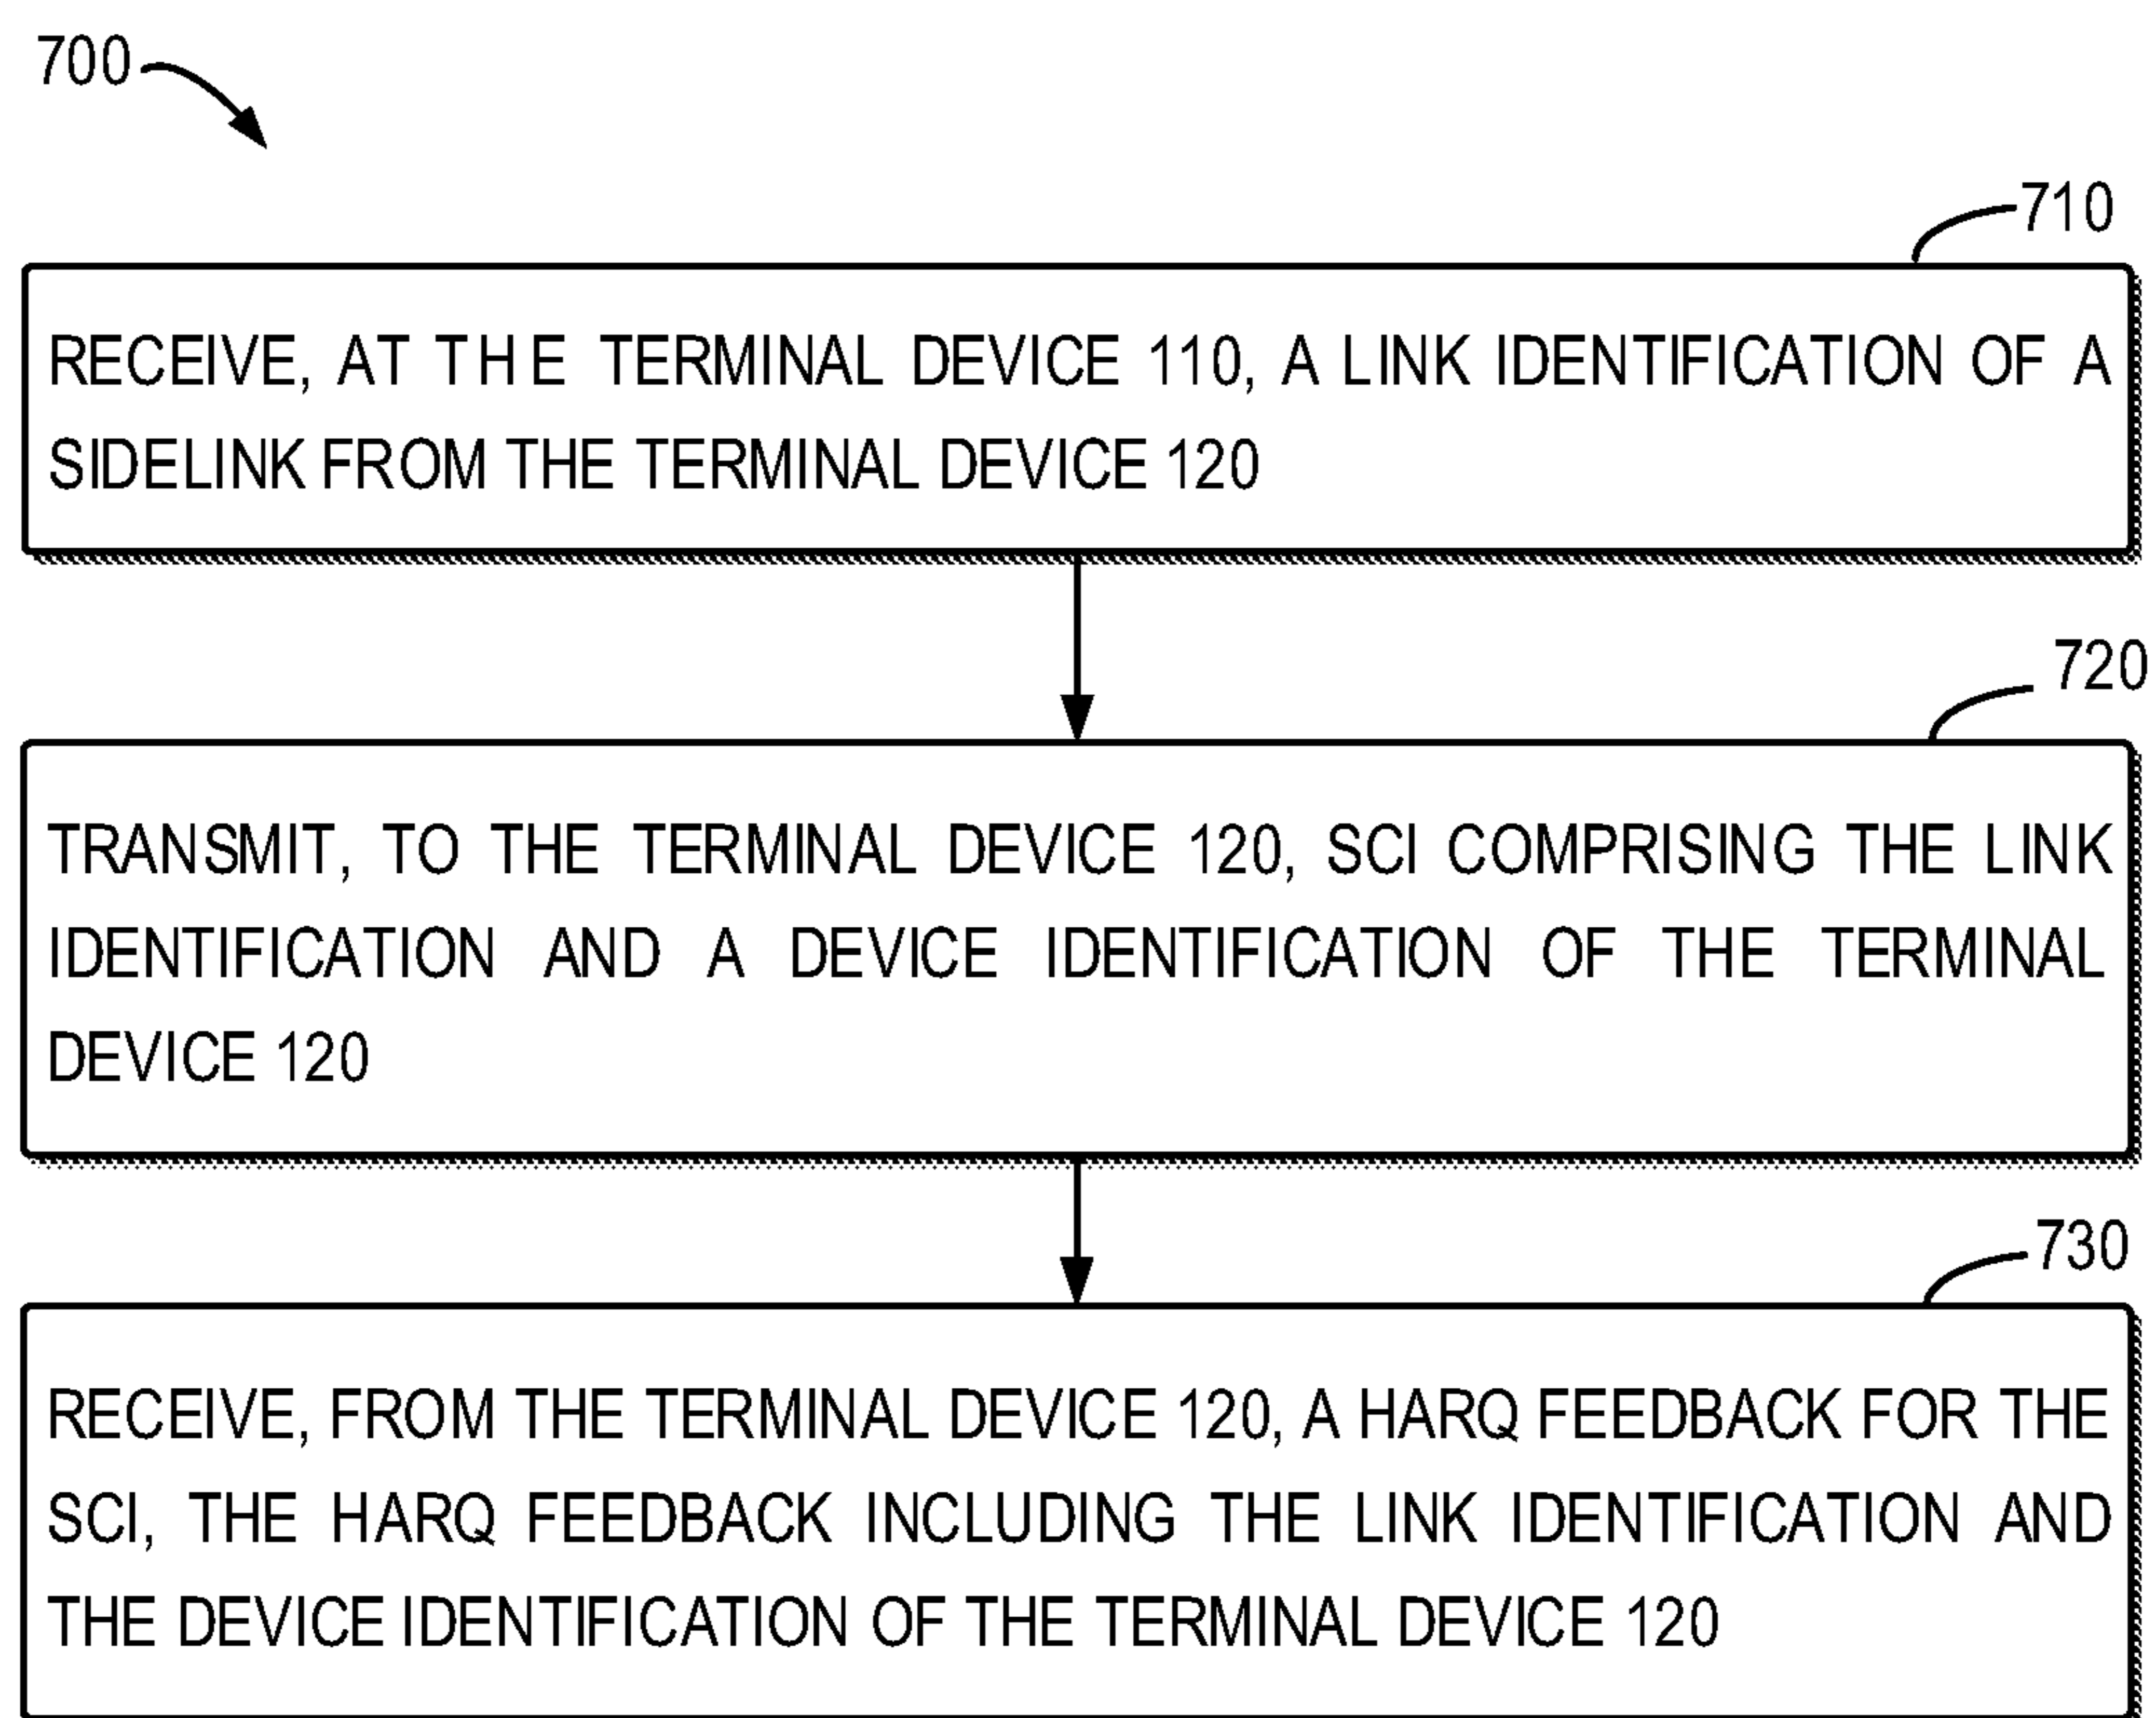 700
710
RECEIVE, AT THE TERMINAL DEVICE 110, A LINK IDENTIFICATION OF A
SIDELINK FROM THE TERMINAL DEVICE 120
720
TRANSMIT, TO THE TERMINAL DEVICE 120, SCI COMPRISING THE LINK
IDENTIFICATION AND A DEVICE IDENTIFICATION OF THE TERMINAL
DEVICE 120
730
RECEIVE, FROM THE TERMINAL DEVICE 120, A HARQ FEEDBACK FOR THE
SCI, THE HARQ FEEDBACK INCLUDING THE LINK IDENTIFICATION AND
THE DEVICE IDENTIFICATION OF THE TERMINAL DEVICE 120